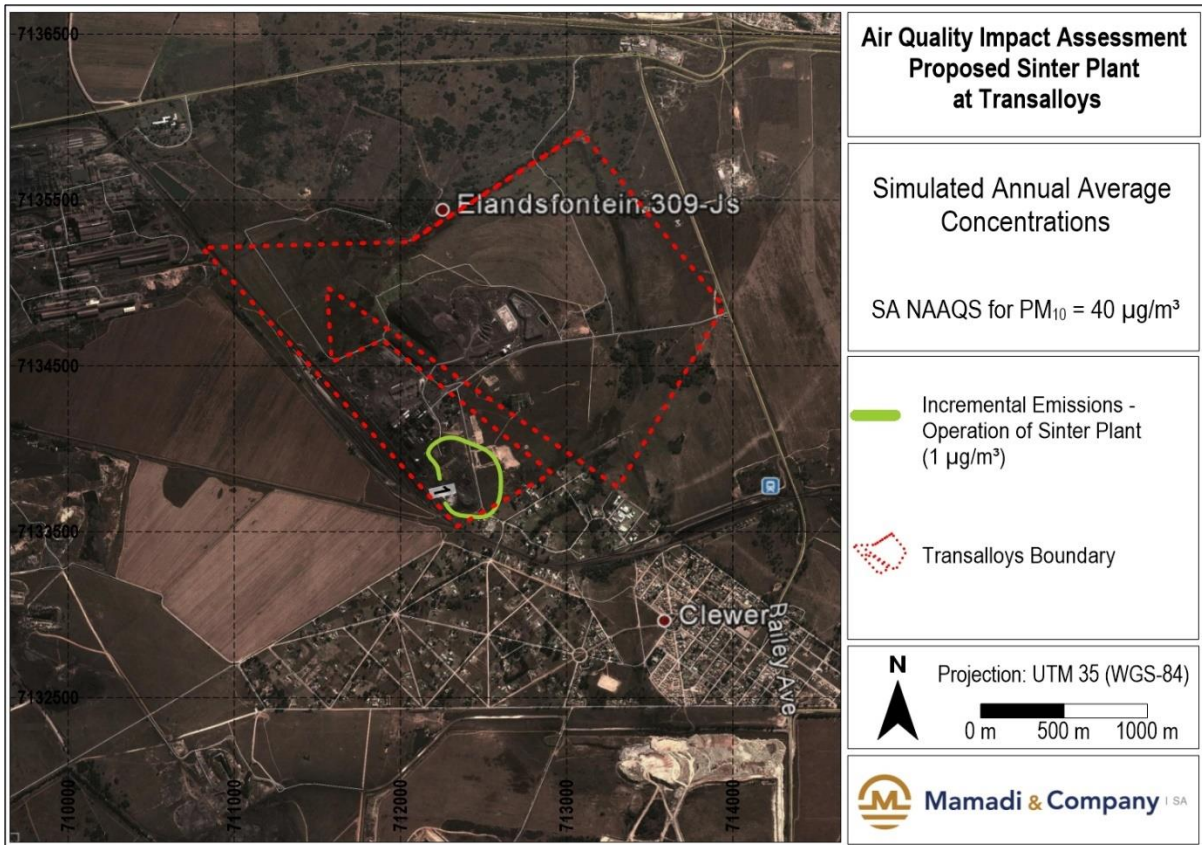 7136500
7135500
7134500
7133500
7132500
710000
711000
712000
713000
714000
Elandsfontein 309-Js
1
Clewer
Railey Ave
Air Quality Impact Assessment
Proposed Sinter Plant
at Transalloys
Simulated Annual Average
Concentrations
SA NAAQS for PM₁₀ = 40 µg/m³
Incremental Emissions -
Operation of Sinter Plant
(1 µg/m³)
Transalloys Boundary
N
Projection: UTM 35 (WGS-84)
0 m 500 m 1000 m
M
Mamadi & Company | SA